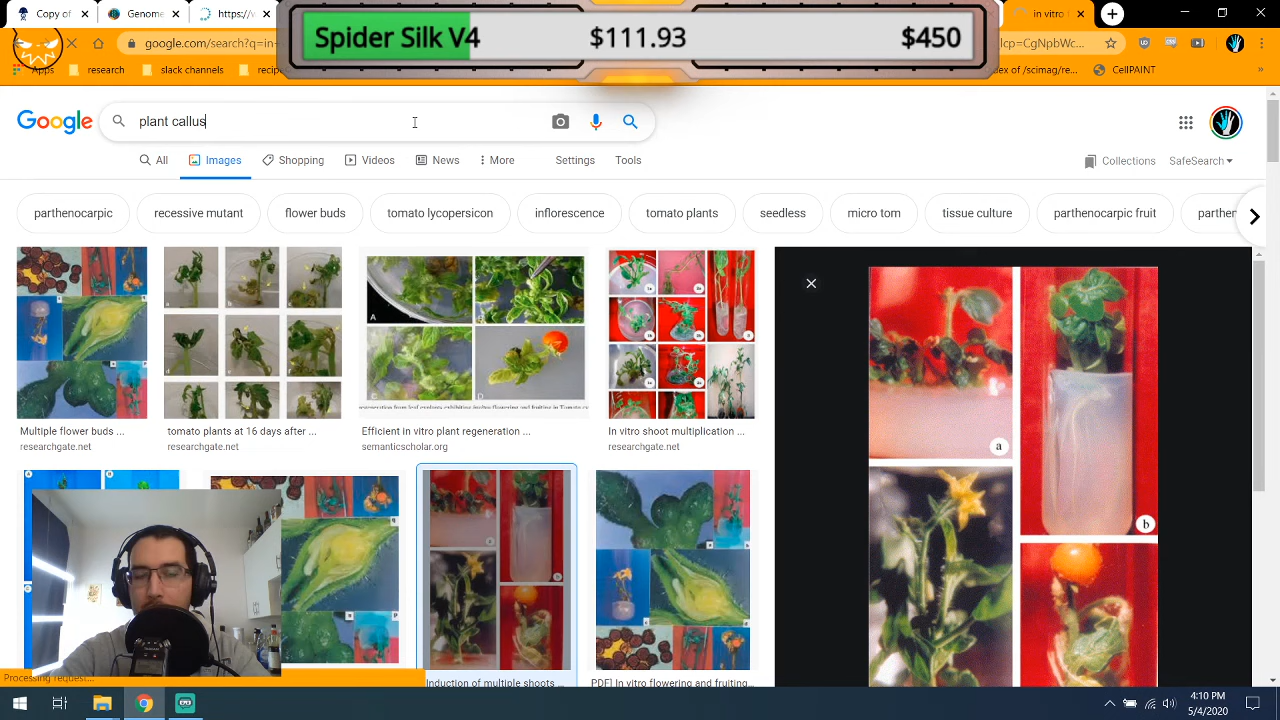 Copy of
Genome
https://
in vitro
Spider Silk V4 $111.93 $450
google.com/search?q=in-
lcp=CgNpbWc...
Apps research slack channels
dex of /scimag/re... CellPAINT
Google
plant callus
All Images Shopping Videos News More Settings Tools
Collections SafeSearch
parthenocarpic recessive mutant flower buds tomato lycopersicon inflorescence tomato plants seedless micro tom tissue culture parthenocarpic fruit parther
Multiple flower buds ...
researchgate.net
tomato plants at 16 days after ...
researchgate.net
Efficient in vitro plant regeneration ...
semanticscholar.org
In vitro shoot multiplication ...
researchgate.net
a
b
Induction of multiple shoots ...
PDF] In vitro flowering and fruiting...
Processing request...
4:10 PM
5/4/2020